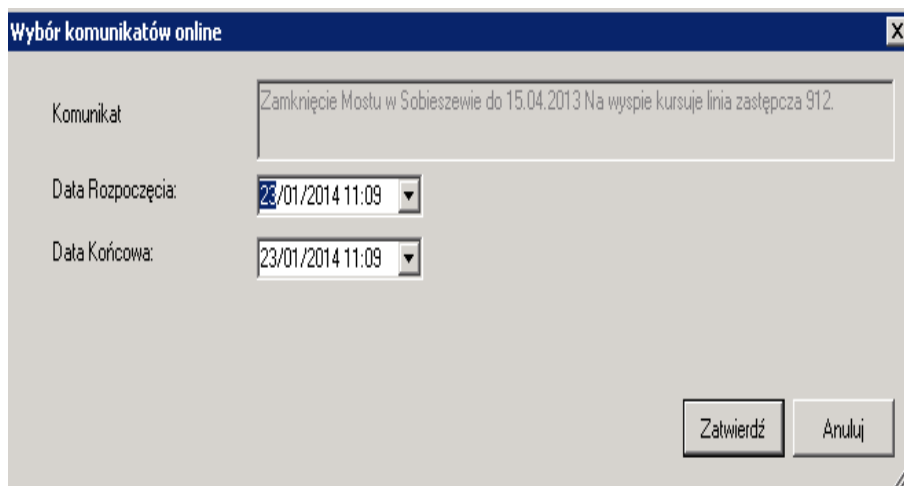 Wybór komunikatów online
Komunikat
Zamknięcie Mostu w Sobieszewie do 15.04.2013 Na wyspie kursuje linia zastępcza 912.
Data Rozpoczęcia:
23/01/2014 11:09
Data Końcowa:
23/01/2014 11:09
Zatwierdź
Anuluj